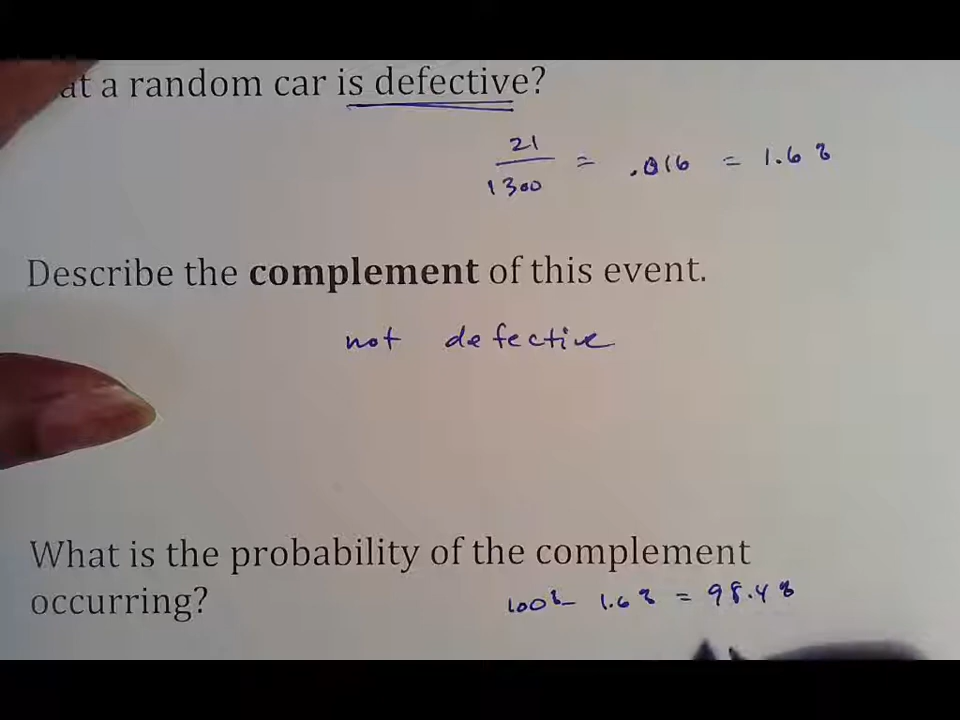 at a random car is defective?
21
1300 = .016 = 1.6%
Describe the complement of this event.
not defective
What is the probability of the complement
occurring?
100% - 1.6% = 98.4%